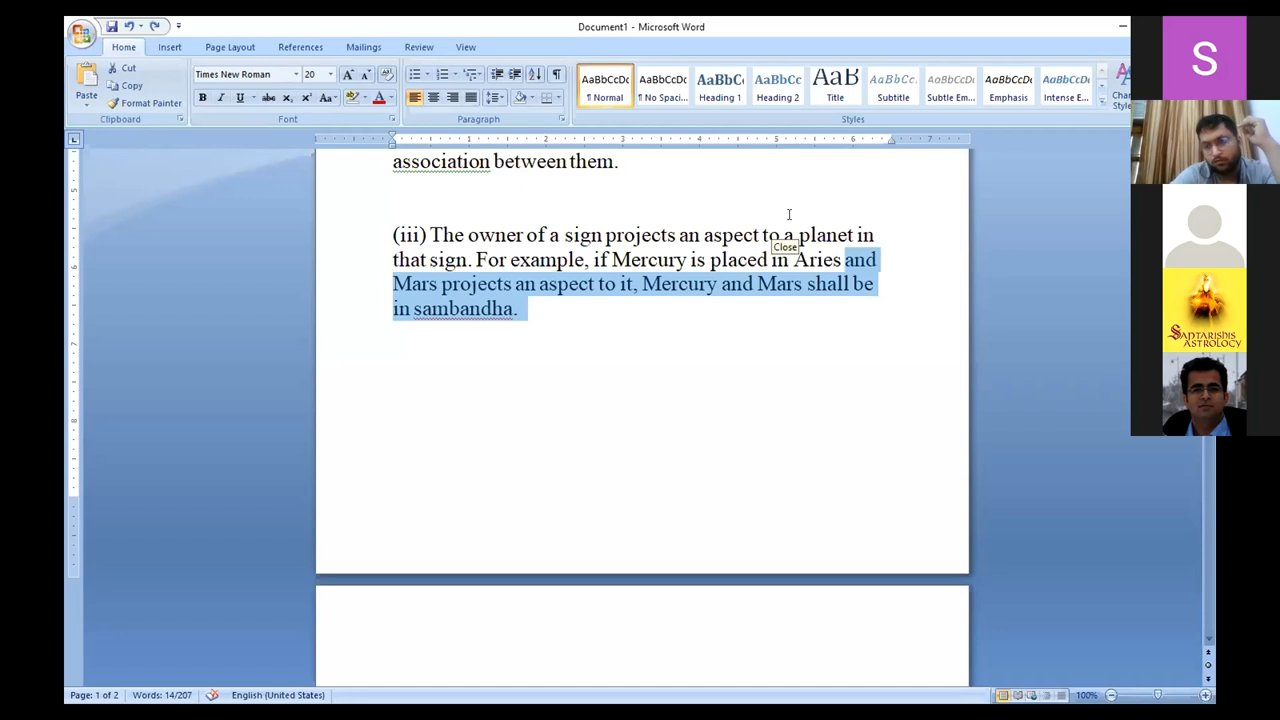 Document1 - Microsoft Word
Home Insert Page Layout References Mailings Review View
Cut
Copy
Paste Format Painter
Clipboard
Times New Roman 20
Font
Paragraph
AaBbCcDc AaBbCcDc AaBbC AaBbCc AaB AaBbCc. AaBbCcDc AaBbCcDc AaBbCcDc
¶ Normal ¶ No Spaci... Heading 1 Heading 2 Title Subtitle Subtle Em... Emphasis Intense E...
Styles
S
association between them.
(iii) The owner of a sign projects an aspect to a planet in
Close
that sign. For example, if Mercury is placed in Aries and
Mars projects an aspect to it, Mercury and Mars shall be
in sambandha.
SAPTARISHIS
ASTROLOGY
Page: 1 of 2 Words: 14/207 English (United States) 100%